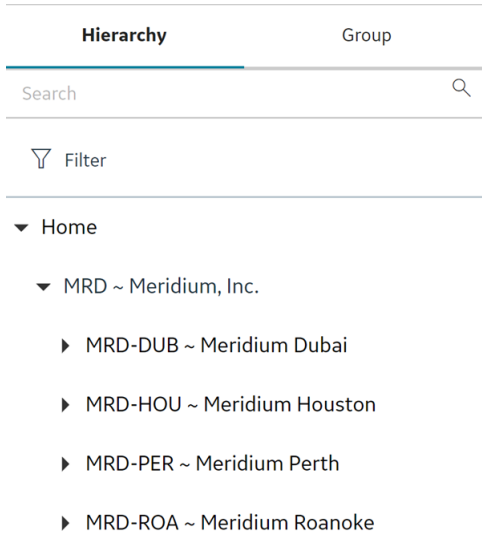 Hierarchy Group
Search
Filter
Home
MRD ~ Meridium, Inc.
MRD-DUB ~ Meridium Dubai
MRD-HOU ~ Meridium Houston
MRD-PER ~ Meridium Perth
MRD-ROA ~ Meridium Roanoke